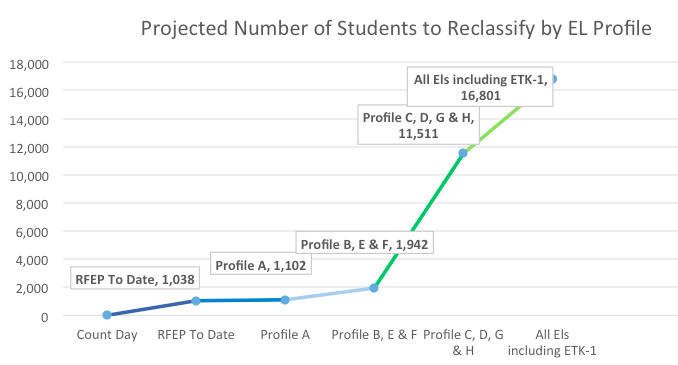 Projected Number of Students to Reclassify by EL Profile
18,000
16,000
14,000
12,000
10,000
8,000
6,000
4,000
2,000
0
All Els including ETK-1,
16,801
Profile C, D, G & H,
11,511
Profile B, E & F, 1,942
Profile A, 1,102
RFEP To Date, 1,038
Count Day
RFEP To Date
Profile A
Profile B, E & F
Profile C, D, G
& H
All Els
including ETK-1